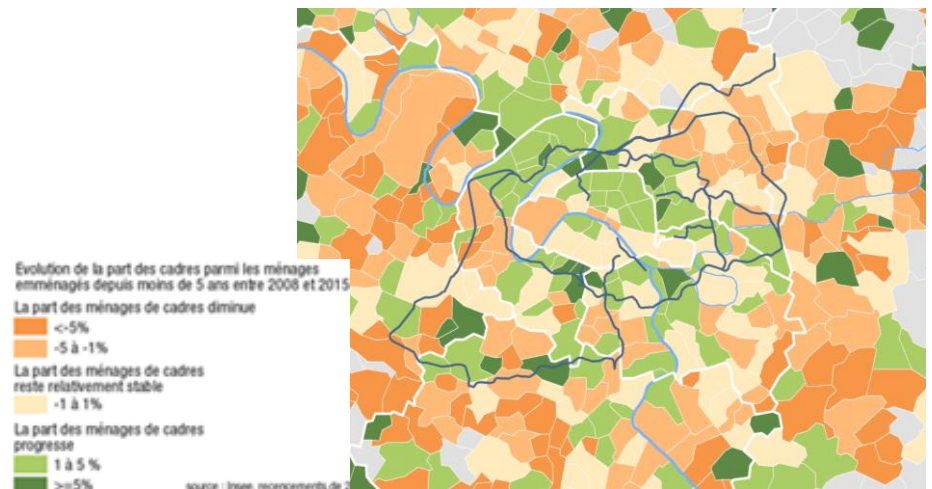 Evolution de la part des cadres parmi les ménages
emménagés depuis moins de 5 ans entre 2008 et 2015
La part des ménages de cadres diminue
<-5%
-5 à -1%
La part des ménages de cadres
reste relativement stable
-1 à 1%
La part des ménages de cadres
progresse
1 à 5 %
>=5%
source : Insee, recencements de 2